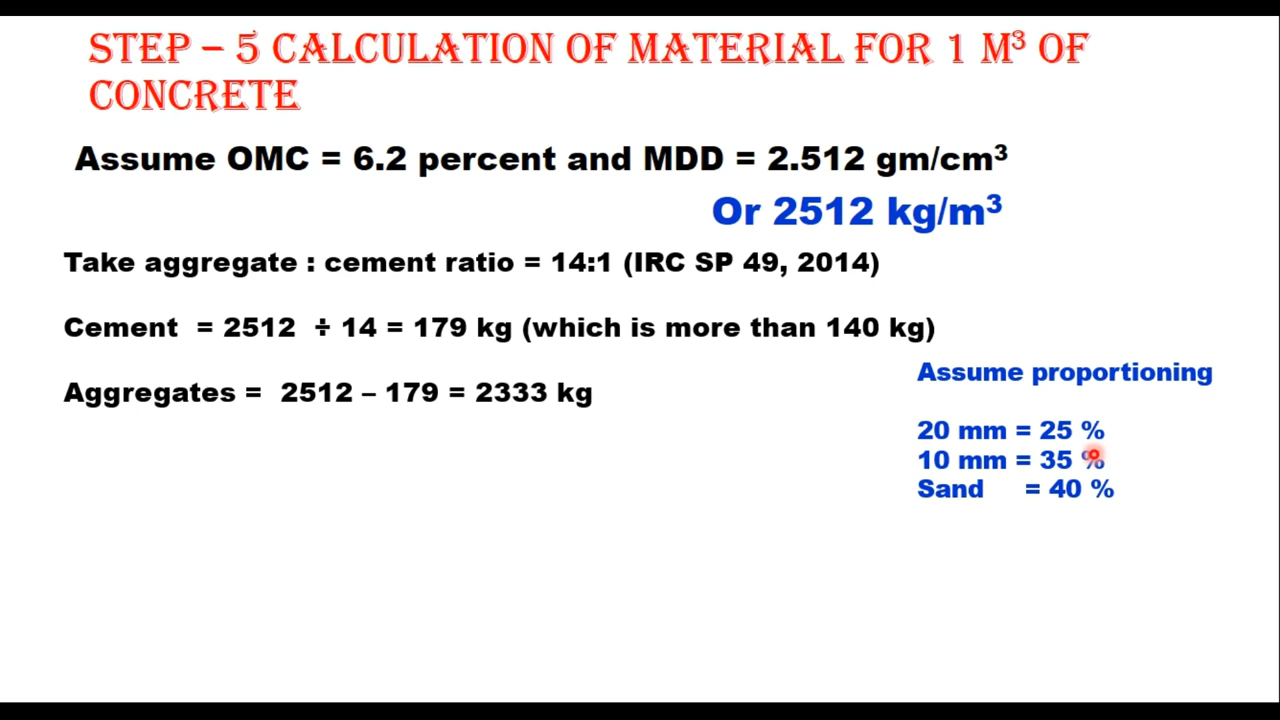 STEP – 5 CALCULATION OF MATERIAL FOR 1 M³ OF
CONCRETE
Assume OMC = 6.2 percent and MDD = 2.512 gm/cm³
Or 2512 kg/m³
Take aggregate : cement ratio = 14:1 (IRC SP 49, 2014)
Cement = 2512 ÷ 14 = 179 kg (which is more than 140 kg)
Aggregates = 2512 – 179 = 2333 kg
Assume proportioning
20 mm = 25 %
10 mm = 35 %
Sand = 40 %